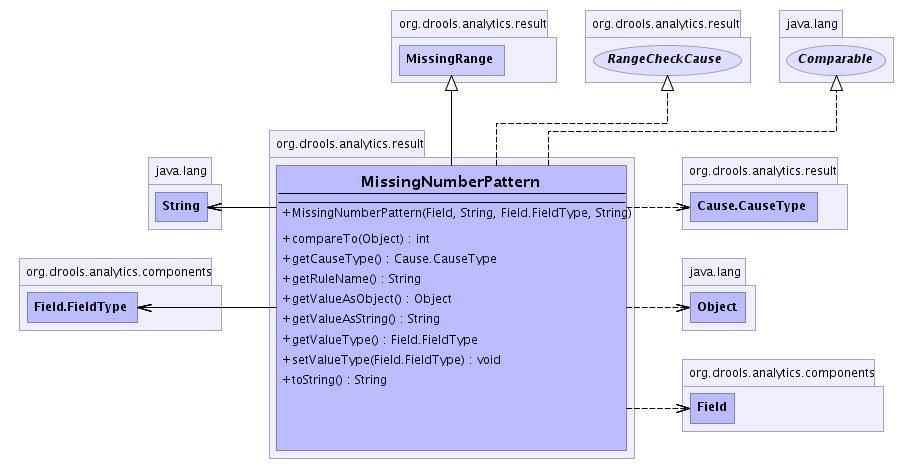 org.drools.analytics.result
MissingRange
org.drools.analytics.result
RangeCheckCause
java.lang
Comparable
org.drools.analytics.result
MissingNumberPattern
+MissingNumberPattern(Field, String, Field.FieldType, String)
+compareTo(Object) : int
+getCauseType() : Cause.CauseType
+getRuleName() : String
+getValueAsObject() : Object
+getValueAsString() : String
+getValueType() : Field.FieldType
+setValueType(Field.FieldType) : void
+toString() : String
java.lang
String
org.drools.analytics.components
Field.FieldType
org.drools.analytics.result
Cause.CauseType
java.lang
Object
org.drools.analytics.components
Field